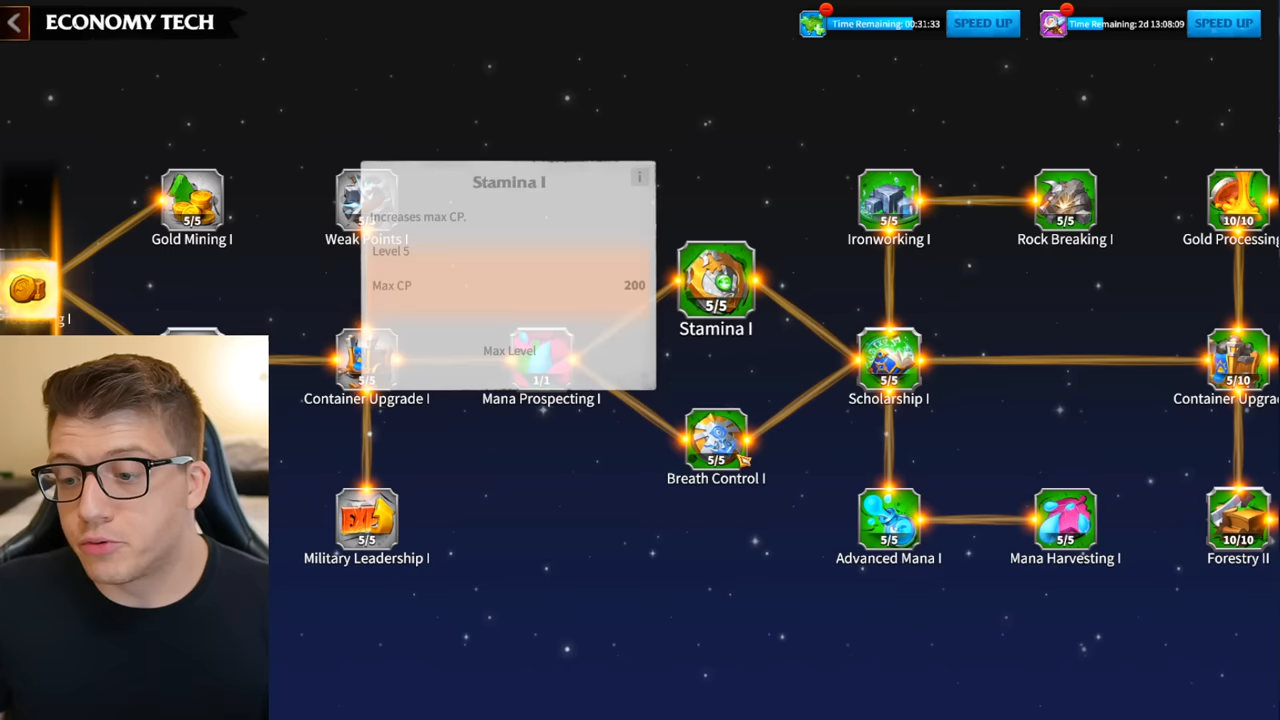 ECONOMY TECH
Time Remaining: 00:31:33
SPEED UP
Time Remaining: 2d 13:08:09
SPEED UP
5/5
Gold Mining I
Weak Points I
Stamina I
i
Increases max CP.
Level 5
Max CP
200
Max Level
5/5
Stamina I
5/5
Ironworking I
5/5
Rock Breaking I
10/10
Gold Processing
g I
5/5
Container Upgrade I
1/1
Mana Prospecting I
5/5
Scholarship I
5/10
Container Upgra
5/5
Breath Control I
5/5
Military Leadership I
5/5
Advanced Mana I
5/5
Mana Harvesting I
10/10
Forestry II